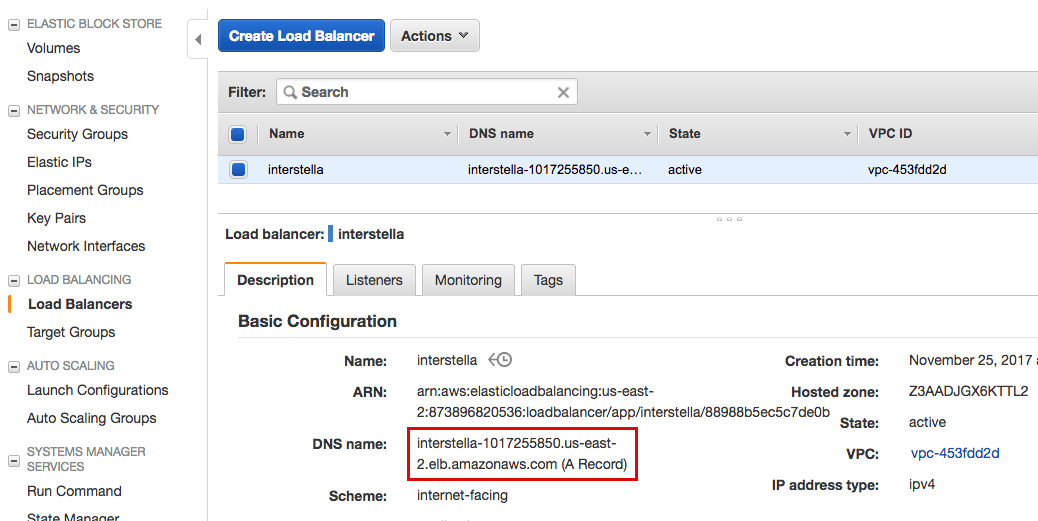 ELASTIC BLOCK STORE
Volumes
Snapshots
NETWORK & SECURITY
Security Groups
Elastic IPs
Placement Groups
Key Pairs
Network Interfaces
LOAD BALANCING
Load Balancers
Target Groups
AUTO SCALING
Launch Configurations
Auto Scaling Groups
SYSTEMS MANAGER
SERVICES
Run Command
State Manager
Create Load Balancer Actions
Filter: Search
Name DNS name State VPC ID
interstella interstella-1017255850.us-e... active vpc-453fdd2d
Load balancer: interstella
Description Listeners Monitoring Tags
Basic Configuration
Name: interstella
ARN: arn:aws:elasticloadbalancing:us-east-
2:873896820536:loadbalancer/app/interstella/88988b5ec5c7de0b
DNS name: interstella-1017255850.us-east-
2.elb.amazonaws.com (A Record)
Scheme: internet-facing
Creation time: November 25, 2017
Hosted zone: Z3AADJGX6KTTL2
State: active
VPC: vpc-453fdd2d
IP address type: ipv4